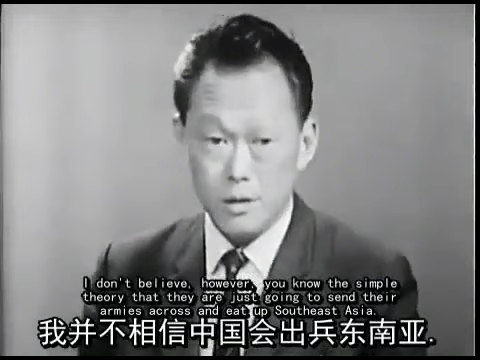 I don't believe, however, you know the simple
theory that they are just going to send their
armies across and eat up Southeast Asia.
我并不相信中国会出兵东南亚.